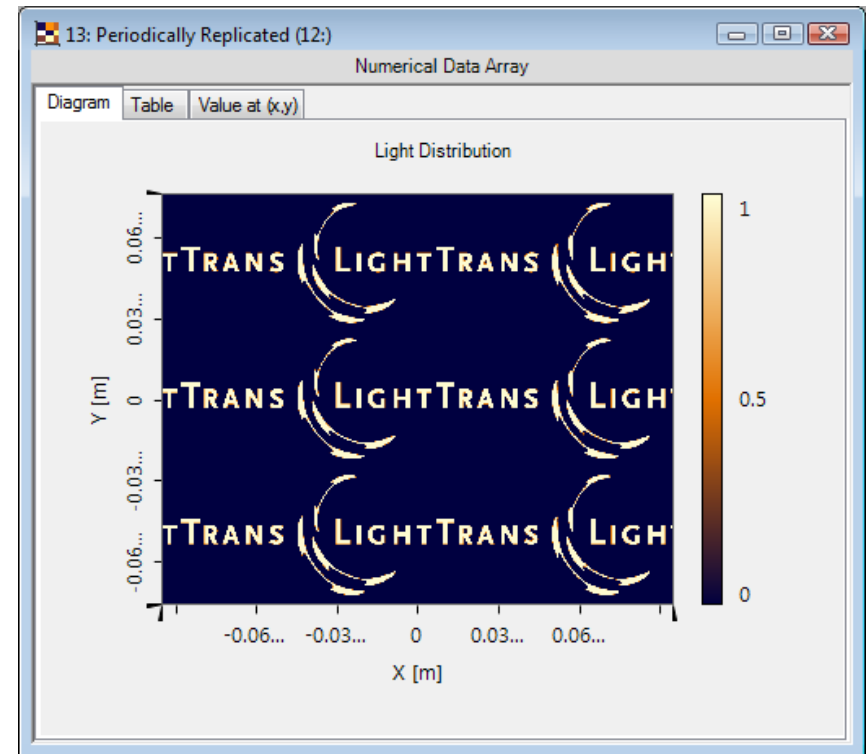 13: Periodically Replicated (12:)
Numerical Data Array
Diagram Table Value at (x,y)
Light Distribution
0.06...
0.03...
0
-0.03...
-0.06...
Y [m]
TTRANS LIGHTTRANS LIGH
TTRANS LIGHTTRANS LIGH
TTRANS LIGHTTRANS LIGH
1
0.5
0
-0.06... -0.03... 0 0.03... 0.06...
X [m]